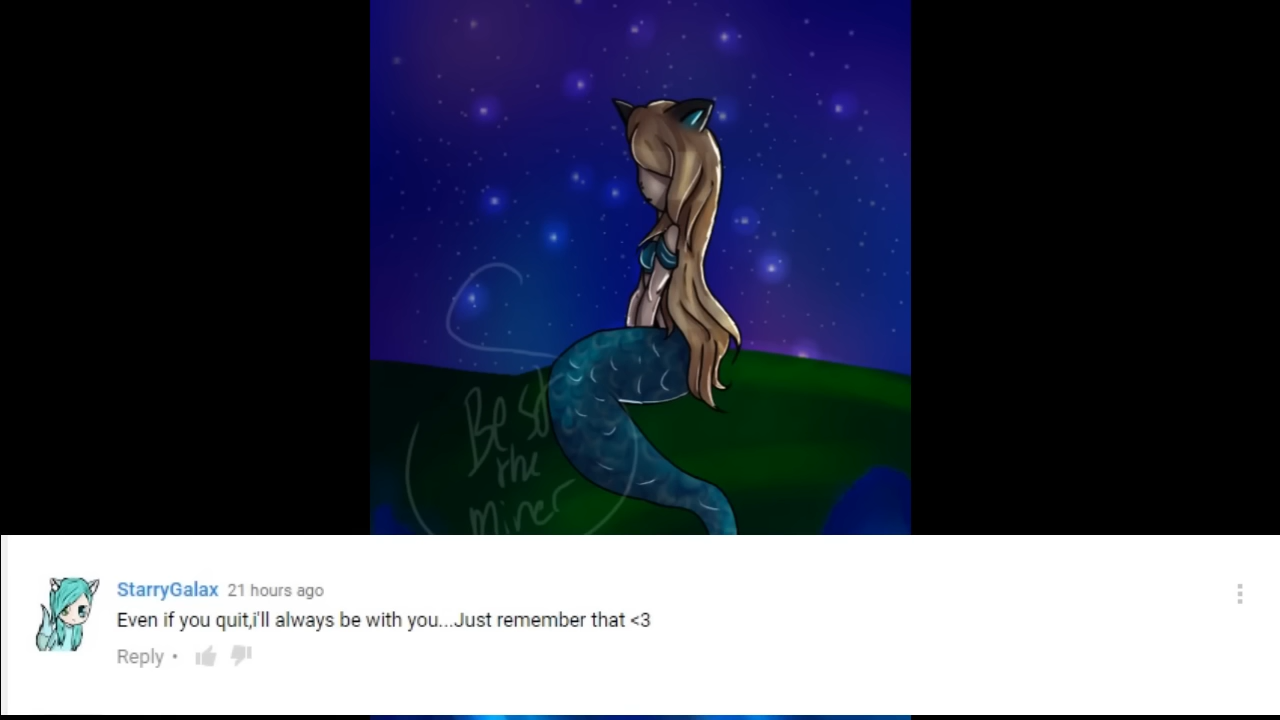 Best
the
miner
StarryGalax 21 hours ago
Even if you quit,i'll always be with you...Just remember that <3
Reply •